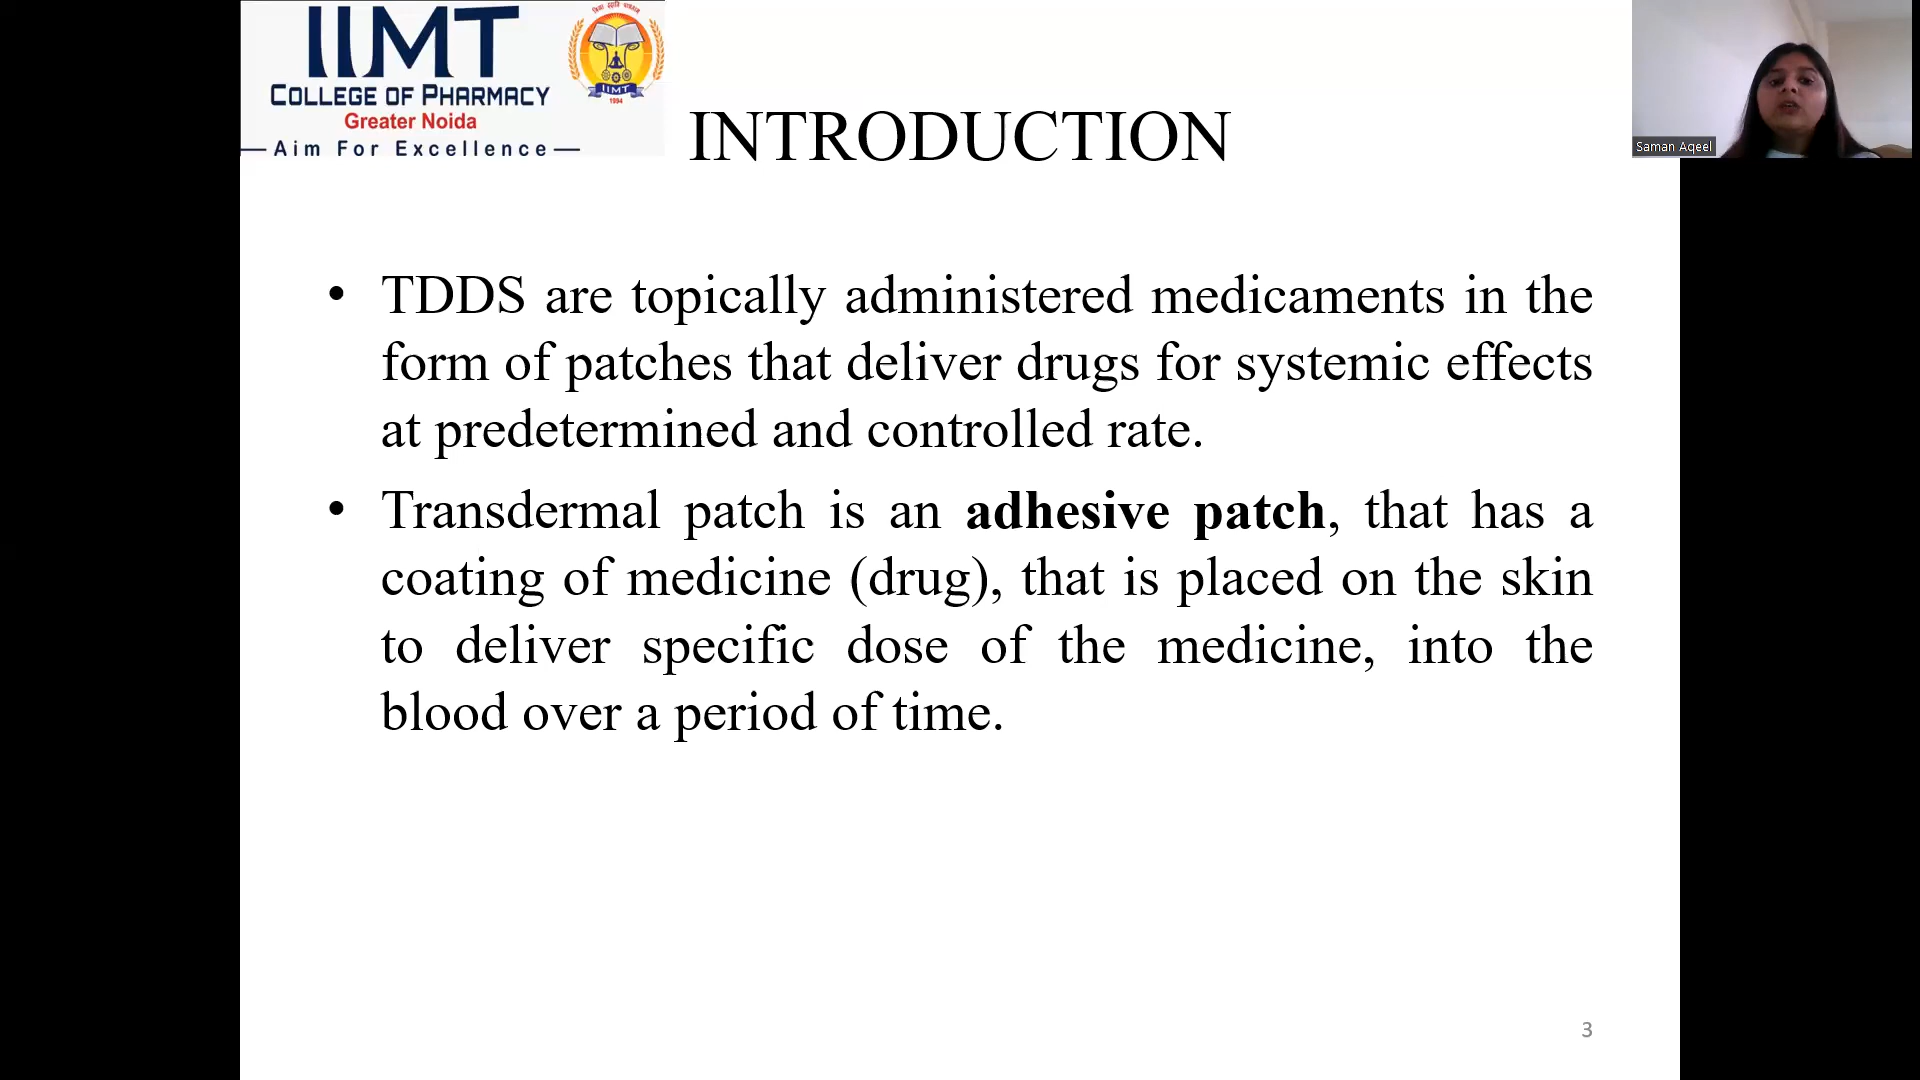 IIMT
COLLEGE OF PHARMACY
Greater Noida
— Aim For Excellence —
IIMT
1994
INTRODUCTION
Saman Aqeel
• TDDS are topically administered medicaments in the
form of patches that deliver drugs for systemic effects
at predetermined and controlled rate.
• Transdermal patch is an adhesive patch, that has a
coating of medicine (drug), that is placed on the skin
to deliver specific dose of the medicine, into the
blood over a period of time.
3